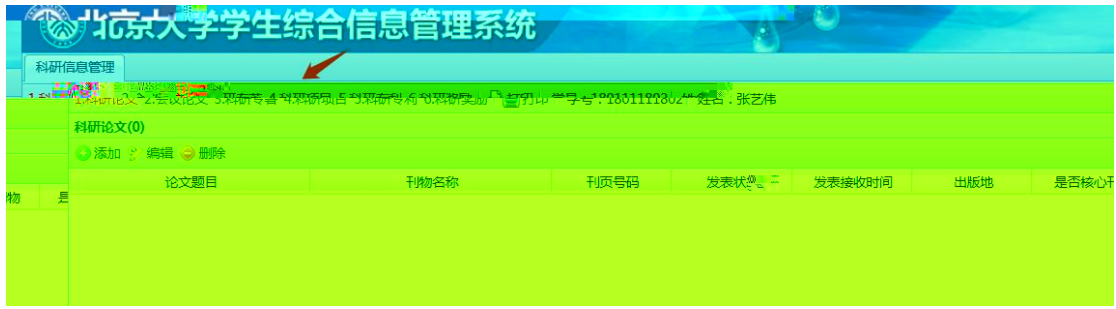 北京大学学生综合信息管理系统
科研信息管理
1.科研论文 2.会议论文 3.科研专著 4.科研项目 5.科研专利 6.科研奖励 打印 学号:1801111802 姓名:张艺伟
科研论文(0)
添加 编辑 删除
论文题目 刊物名称 刊页号码 发表状 发表接收时间 出版地 是否核心刊
物 是